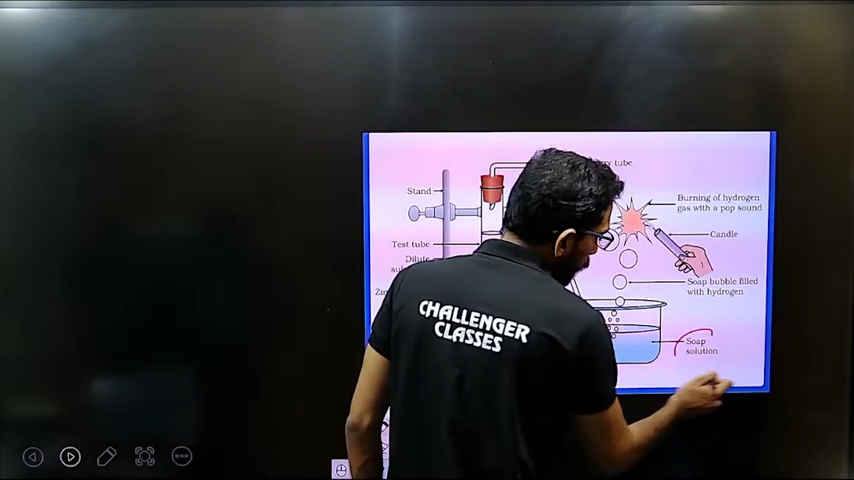 Stand
Burning of hydrogen
gas with a pop sound
Candle
Test tube
Soap bubble filled
with hydrogen
Soap
solution
CHALLENGER
CLASSES
tube